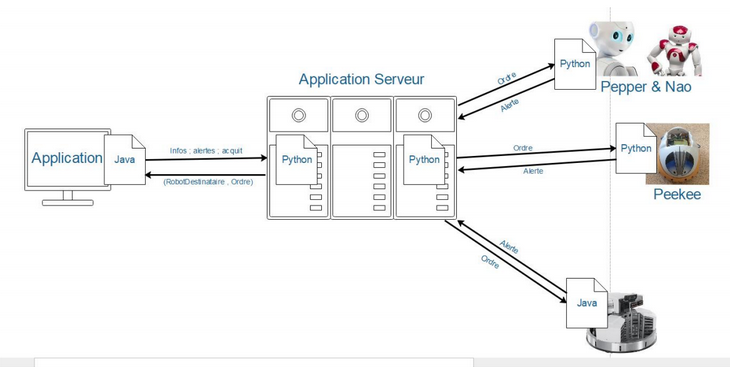 Application Serveur
Python
Ordre
Alerte
Pepper & Nao
Application
Java
Infos ; alertes ; acquit
(RobotDestinataire , Ordre)
Python
Python
Ordre
Alerte
Python
Peekee
Alerte
Ordre
Java